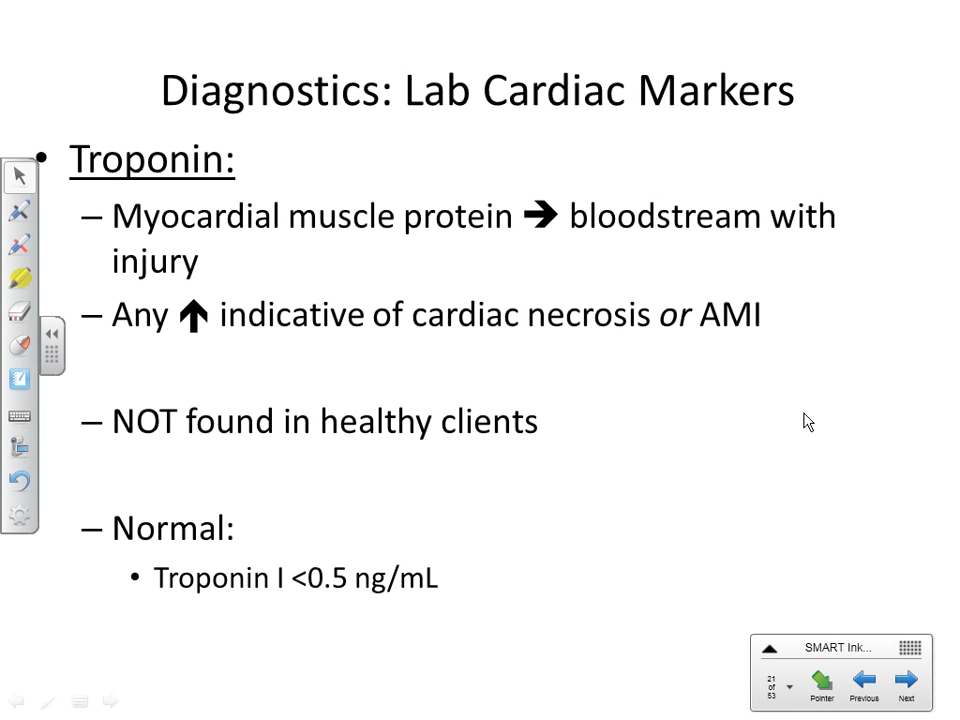 Diagnostics: Lab Cardiac Markers
• Troponin:
– Myocardial muscle protein 🡺 bloodstream with
injury
– Any 🡹 indicative of cardiac necrosis or AMI
– NOT found in healthy clients
– Normal:
• Troponin I <0.5 ng/mL
SMART Ink...
21
of
53
Pointer Previous Next